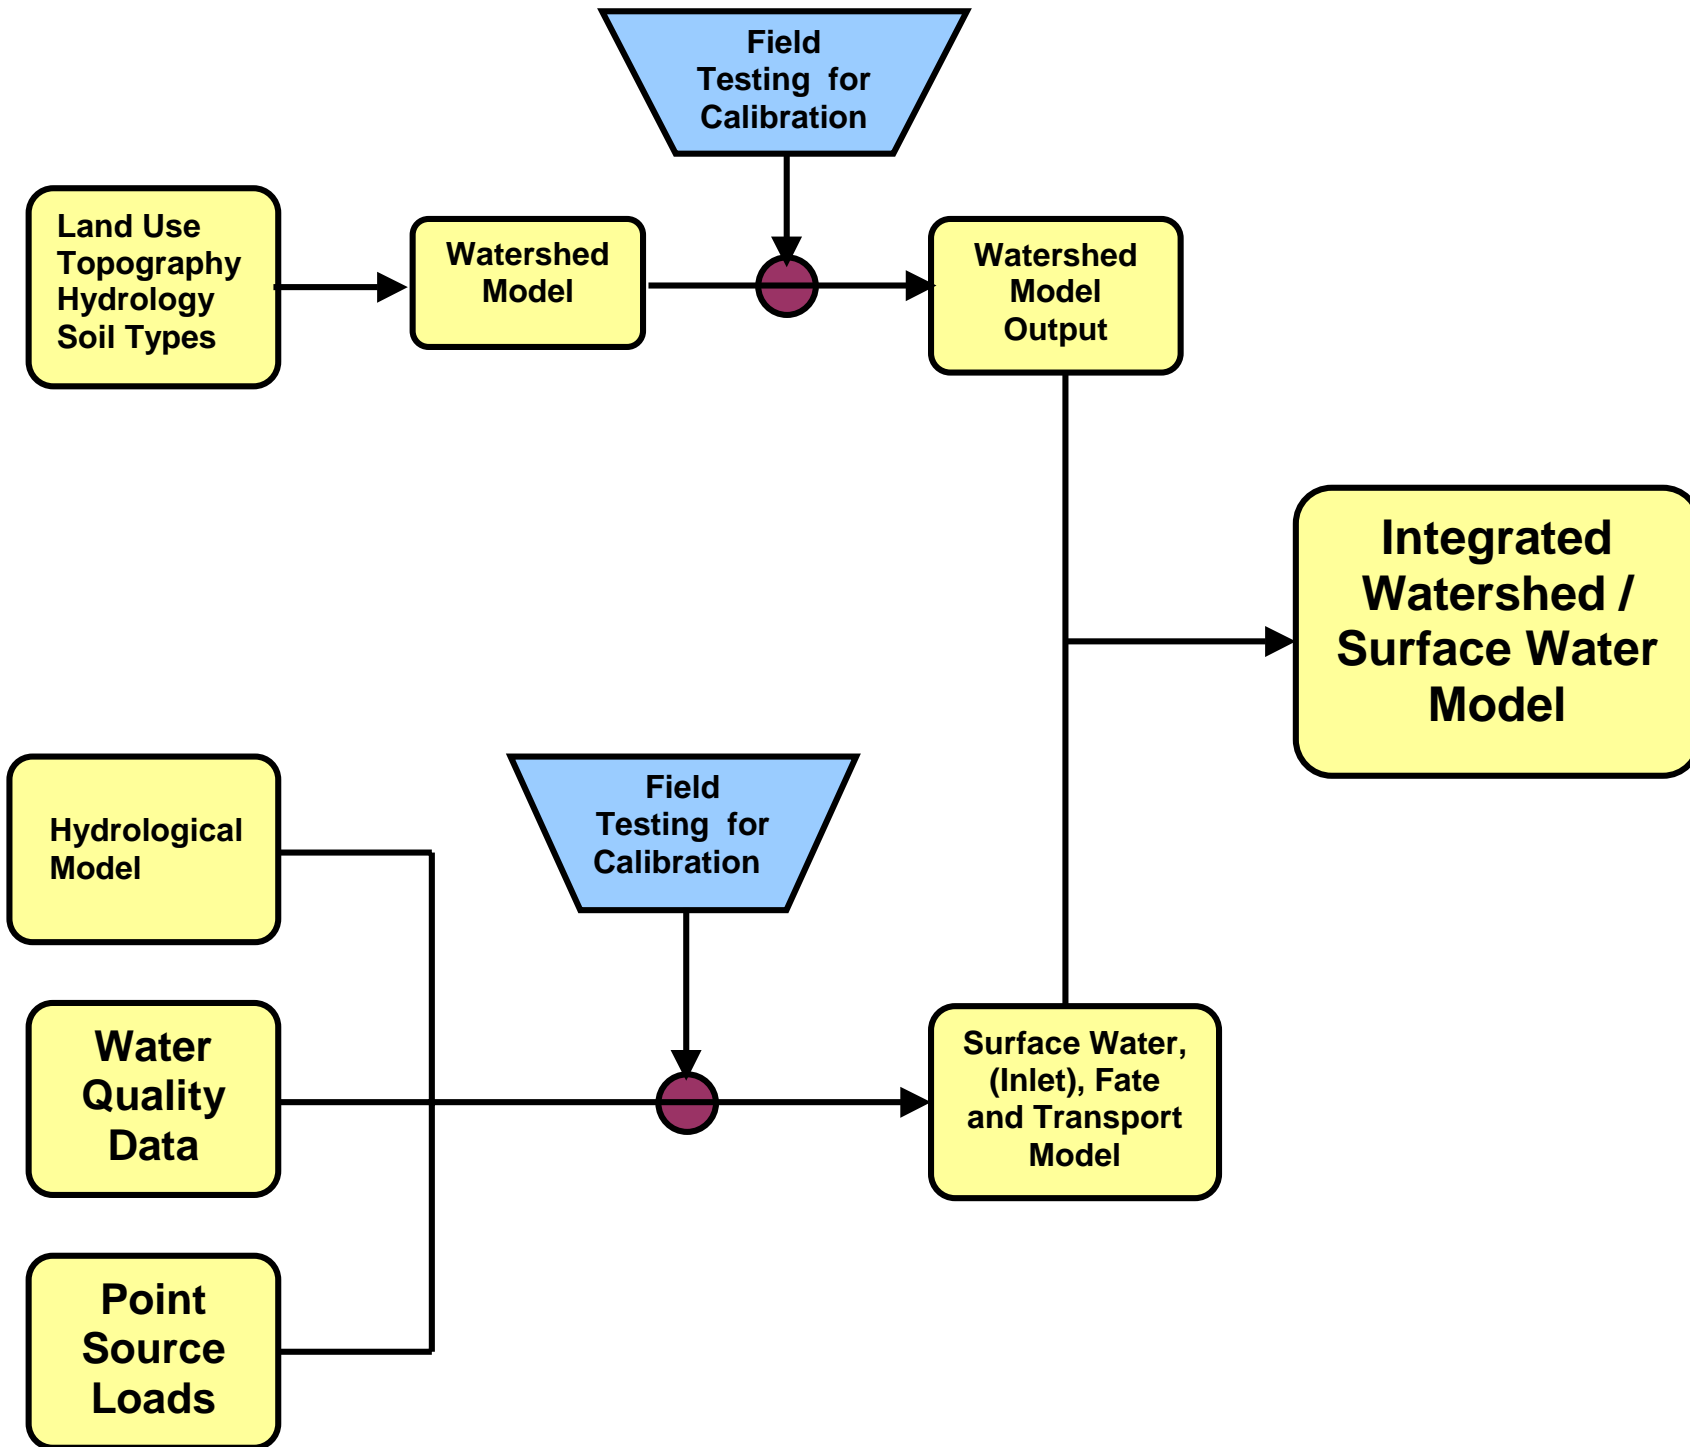 Field
Testing for
Calibration
Land Use
Topography
Hydrology
Soil Types
Watershed
Model
Watershed
Model
Output
Integrated
Watershed /
Surface Water
Model
Hydrological
Model
Field
Testing for
Calibration
Water
Quality
Data
Surface Water,
(Inlet), Fate
and Transport
Model
Point
Source
Loads